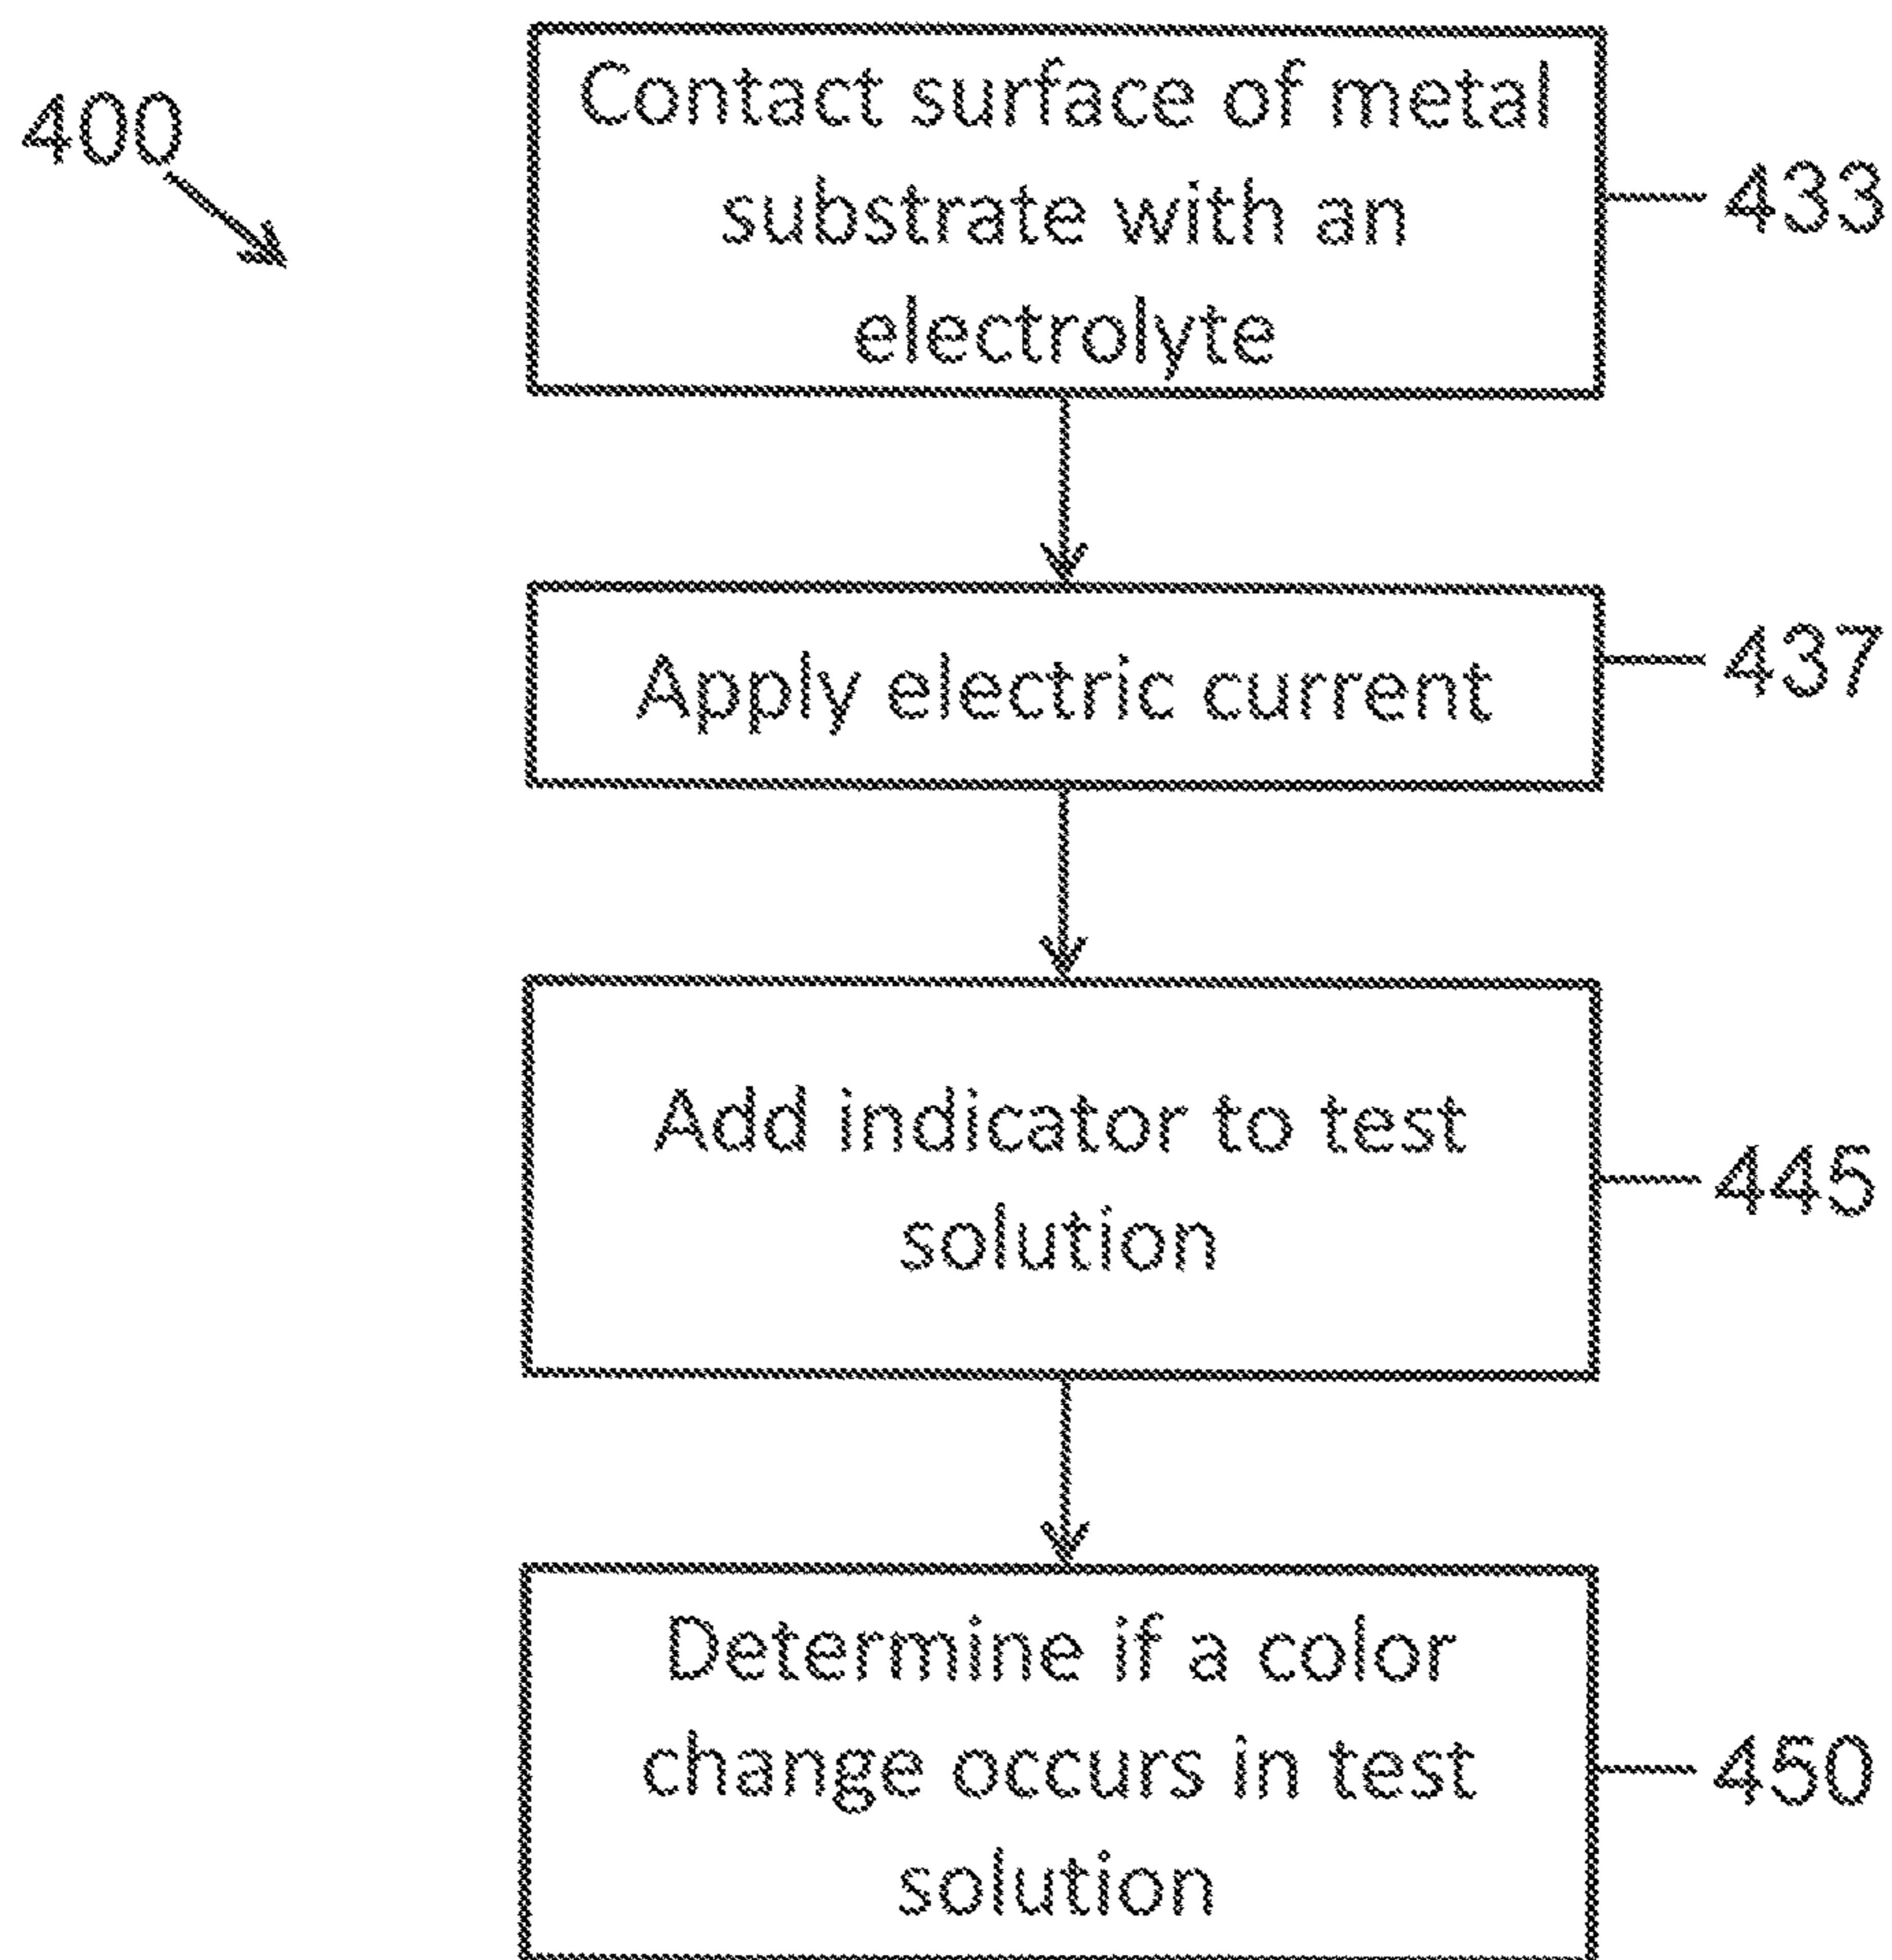 400
Contact surface of metal
substrate with an
electrolyte
433
Apply electric current
437
Add indicator to test
solution
445
Determine if a color
change occurs in test
solution
450